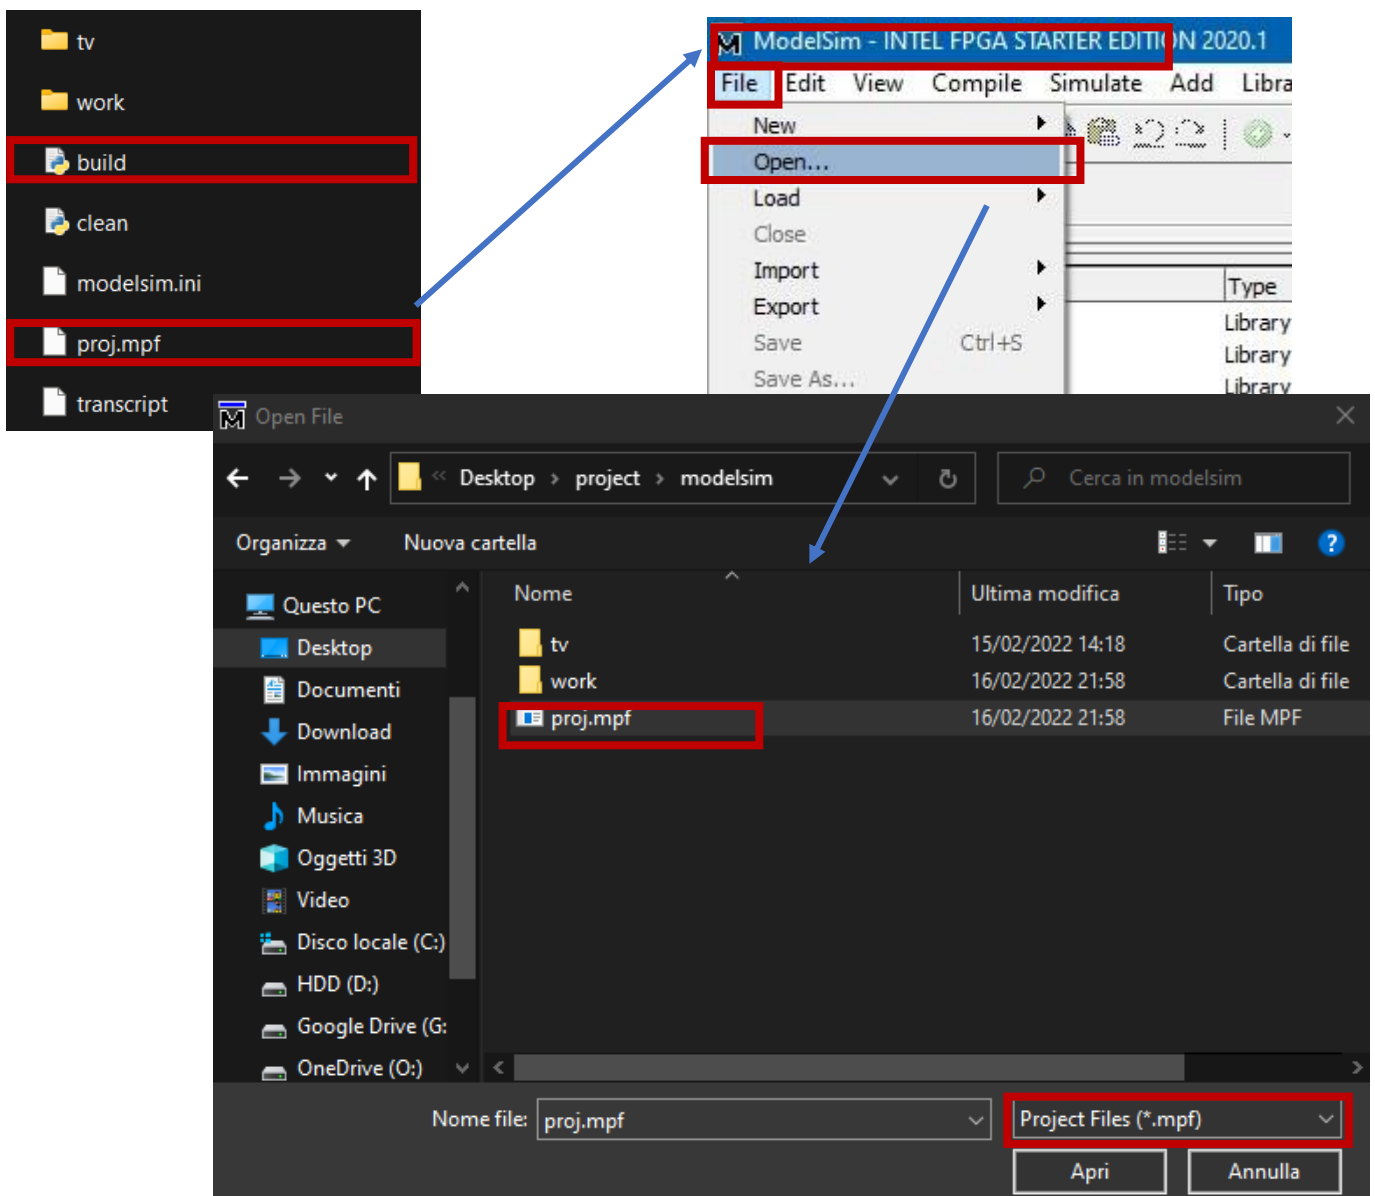 tv
work
build
clean
modelsim.ini
proj.mpf
transcript
ModelSim - INTEL FPGA STARTER EDITION 2020.1
File Edit View Compile Simulate Add Libra
New
Open...
Load
Close
Import
Export
Save Ctrl+S
Save As...
Type
Library
Library
Library
Open File
« Desktop › project › modelsim
Cerca in modelsim
Organizza Nuova cartella
Nome Ultima modifica Tipo
tv 15/02/2022 14:18 Cartella di file
work 16/02/2022 21:58 Cartella di file
proj.mpf 16/02/2022 21:58 File MPF
Questo PC
Desktop
Documenti
Download
Immagini
Musica
Oggetti 3D
Video
Disco locale (C:)
HDD (D:)
Google Drive (G:
OneDrive (O:)
Nome file: proj.mpf
Project Files (*.mpf)
Apri Annulla